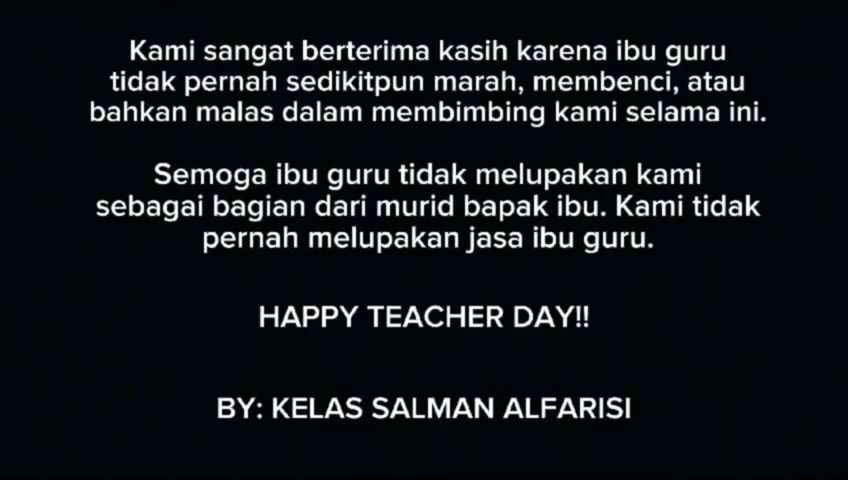 Kami sangat berterima kasih karena ibu guru
tidak pernah sedikitpun marah, membenci, atau
bahkan malas dalam membimbing kami selama ini.
Semoga ibu guru tidak melupakan kami
sebagai bagian dari murid bapak ibu. Kami tidak
pernah melupakan jasa ibu guru.
HAPPY TEACHER DAY!!
BY: KELAS SALMAN ALFARISI